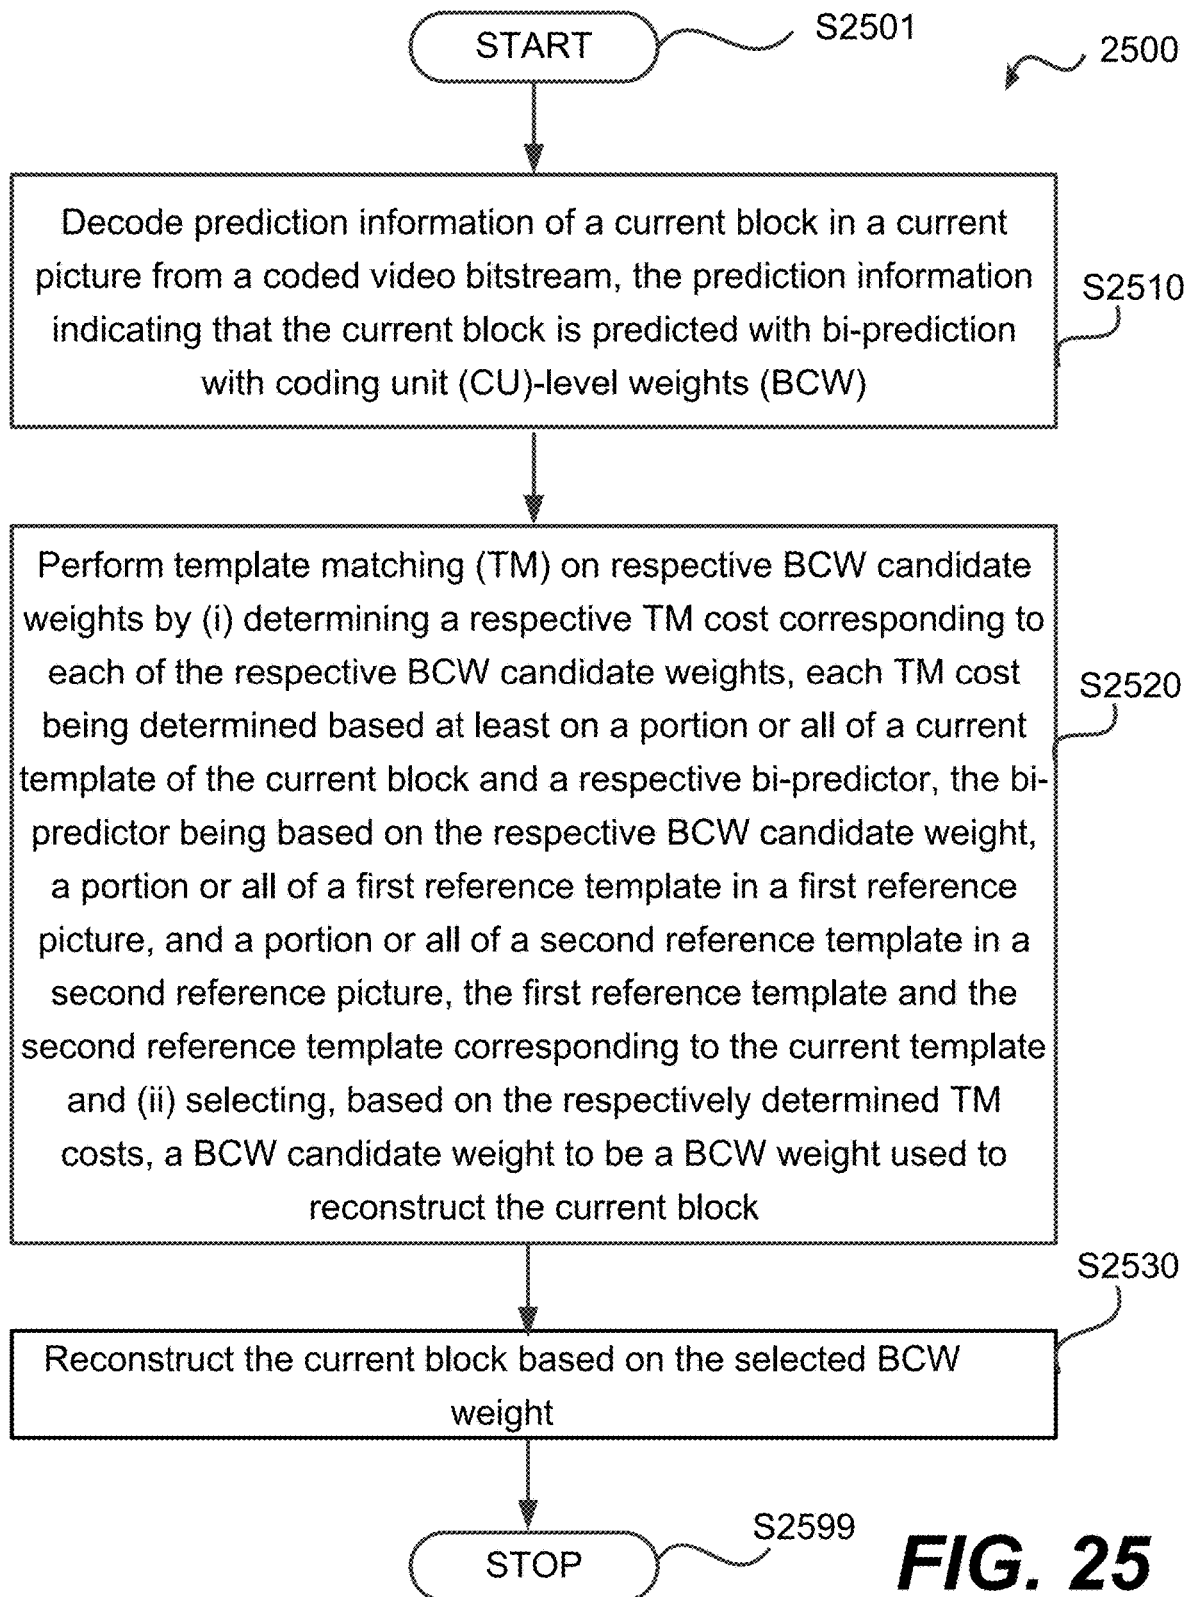 START
S2501
2500
Decode prediction information of a current block in a current
picture from a coded video bitstream, the prediction information
indicating that the current block is predicted with bi-prediction
with coding unit (CU)-level weights (BCW)
S2510
Perform template matching (TM) on respective BCW candidate
weights by (i) determining a respective TM cost corresponding to
each of the respective BCW candidate weights, each TM cost
being determined based at least on a portion or all of a current
template of the current block and a respective bi-predictor, the bi-
predictor being based on the respective BCW candidate weight,
a portion or all of a first reference template in a first reference
picture, and a portion or all of a second reference template in a
second reference picture, the first reference template and the
second reference template corresponding to the current template
and (ii) selecting, based on the respectively determined TM
costs, a BCW candidate weight to be a BCW weight used to
reconstruct the current block
S2520
S2530
Reconstruct the current block based on the selected BCW
weight
S2599
STOP
FIG. 25